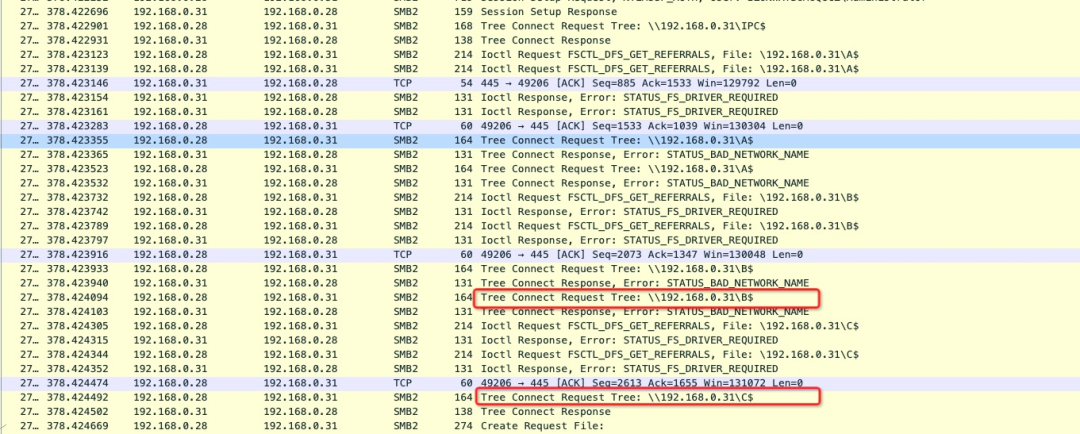 27… 378.422696 192.168.0.31 192.168.0.28 SMB2 159 Session Setup Response
27… 378.422901 192.168.0.28 192.168.0.31 SMB2 168 Tree Connect Request Tree: \\192.168.0.31\IPC$
27… 378.422931 192.168.0.31 192.168.0.28 SMB2 138 Tree Connect Response
27… 378.423123 192.168.0.28 192.168.0.31 SMB2 214 Ioctl Request FSCTL_DFS_GET_REFERRALS, File: \192.168.0.31\A$
27… 378.423139 192.168.0.28 192.168.0.31 SMB2 214 Ioctl Request FSCTL_DFS_GET_REFERRALS, File: \192.168.0.31\A$
27… 378.423146 192.168.0.31 192.168.0.28 TCP 54 445 → 49206 [ACK] Seq=885 Ack=1533 Win=129792 Len=0
27… 378.423154 192.168.0.31 192.168.0.28 SMB2 131 Ioctl Response, Error: STATUS_FS_DRIVER_REQUIRED
27… 378.423161 192.168.0.31 192.168.0.28 SMB2 131 Ioctl Response, Error: STATUS_FS_DRIVER_REQUIRED
27… 378.423283 192.168.0.28 192.168.0.31 TCP 60 49206 → 445 [ACK] Seq=1533 Ack=1039 Win=130304 Len=0
27… 378.423355 192.168.0.28 192.168.0.31 SMB2 164 Tree Connect Request Tree: \\192.168.0.31\A$
27… 378.423365 192.168.0.31 192.168.0.28 SMB2 131 Tree Connect Response, Error: STATUS_BAD_NETWORK_NAME
27… 378.423523 192.168.0.28 192.168.0.31 SMB2 164 Tree Connect Request Tree: \\192.168.0.31\A$
27… 378.423532 192.168.0.31 192.168.0.28 SMB2 131 Tree Connect Response, Error: STATUS_BAD_NETWORK_NAME
27… 378.423732 192.168.0.28 192.168.0.31 SMB2 214 Ioctl Request FSCTL_DFS_GET_REFERRALS, File: \192.168.0.31\B$
27… 378.423742 192.168.0.31 192.168.0.28 SMB2 131 Ioctl Response, Error: STATUS_FS_DRIVER_REQUIRED
27… 378.423789 192.168.0.28 192.168.0.31 SMB2 214 Ioctl Request FSCTL_DFS_GET_REFERRALS, File: \192.168.0.31\B$
27… 378.423797 192.168.0.31 192.168.0.28 SMB2 131 Ioctl Response, Error: STATUS_FS_DRIVER_REQUIRED
27… 378.423916 192.168.0.28 192.168.0.31 TCP 60 49206 → 445 [ACK] Seq=2073 Ack=1347 Win=130048 Len=0
27… 378.423933 192.168.0.28 192.168.0.31 SMB2 164 Tree Connect Request Tree: \\192.168.0.31\B$
27… 378.423940 192.168.0.31 192.168.0.28 SMB2 131 Tree Connect Response, Error: STATUS_BAD_NETWORK_NAME
27… 378.424094 192.168.0.28 192.168.0.31 SMB2 164 Tree Connect Request Tree: \\192.168.0.31\B$
27… 378.424103 192.168.0.31 192.168.0.28 SMB2 131 Tree Connect Response, Error: STATUS_BAD_NETWORK_NAME
27… 378.424305 192.168.0.28 192.168.0.31 SMB2 214 Ioctl Request FSCTL_DFS_GET_REFERRALS, File: \192.168.0.31\C$
27… 378.424315 192.168.0.31 192.168.0.28 SMB2 131 Ioctl Response, Error: STATUS_FS_DRIVER_REQUIRED
27… 378.424344 192.168.0.28 192.168.0.31 SMB2 214 Ioctl Request FSCTL_DFS_GET_REFERRALS, File: \192.168.0.31\C$
27… 378.424352 192.168.0.31 192.168.0.28 SMB2 131 Ioctl Response, Error: STATUS_FS_DRIVER_REQUIRED
27… 378.424474 192.168.0.28 192.168.0.31 TCP 60 49206 → 445 [ACK] Seq=2613 Ack=1655 Win=131072 Len=0
27… 378.424492 192.168.0.28 192.168.0.31 SMB2 164 Tree Connect Request Tree: \\192.168.0.31\C$
27… 378.424502 192.168.0.31 192.168.0.28 SMB2 138 Tree Connect Response
27… 378.424669 192.168.0.28 192.168.0.31 SMB2 274 Create Request File: